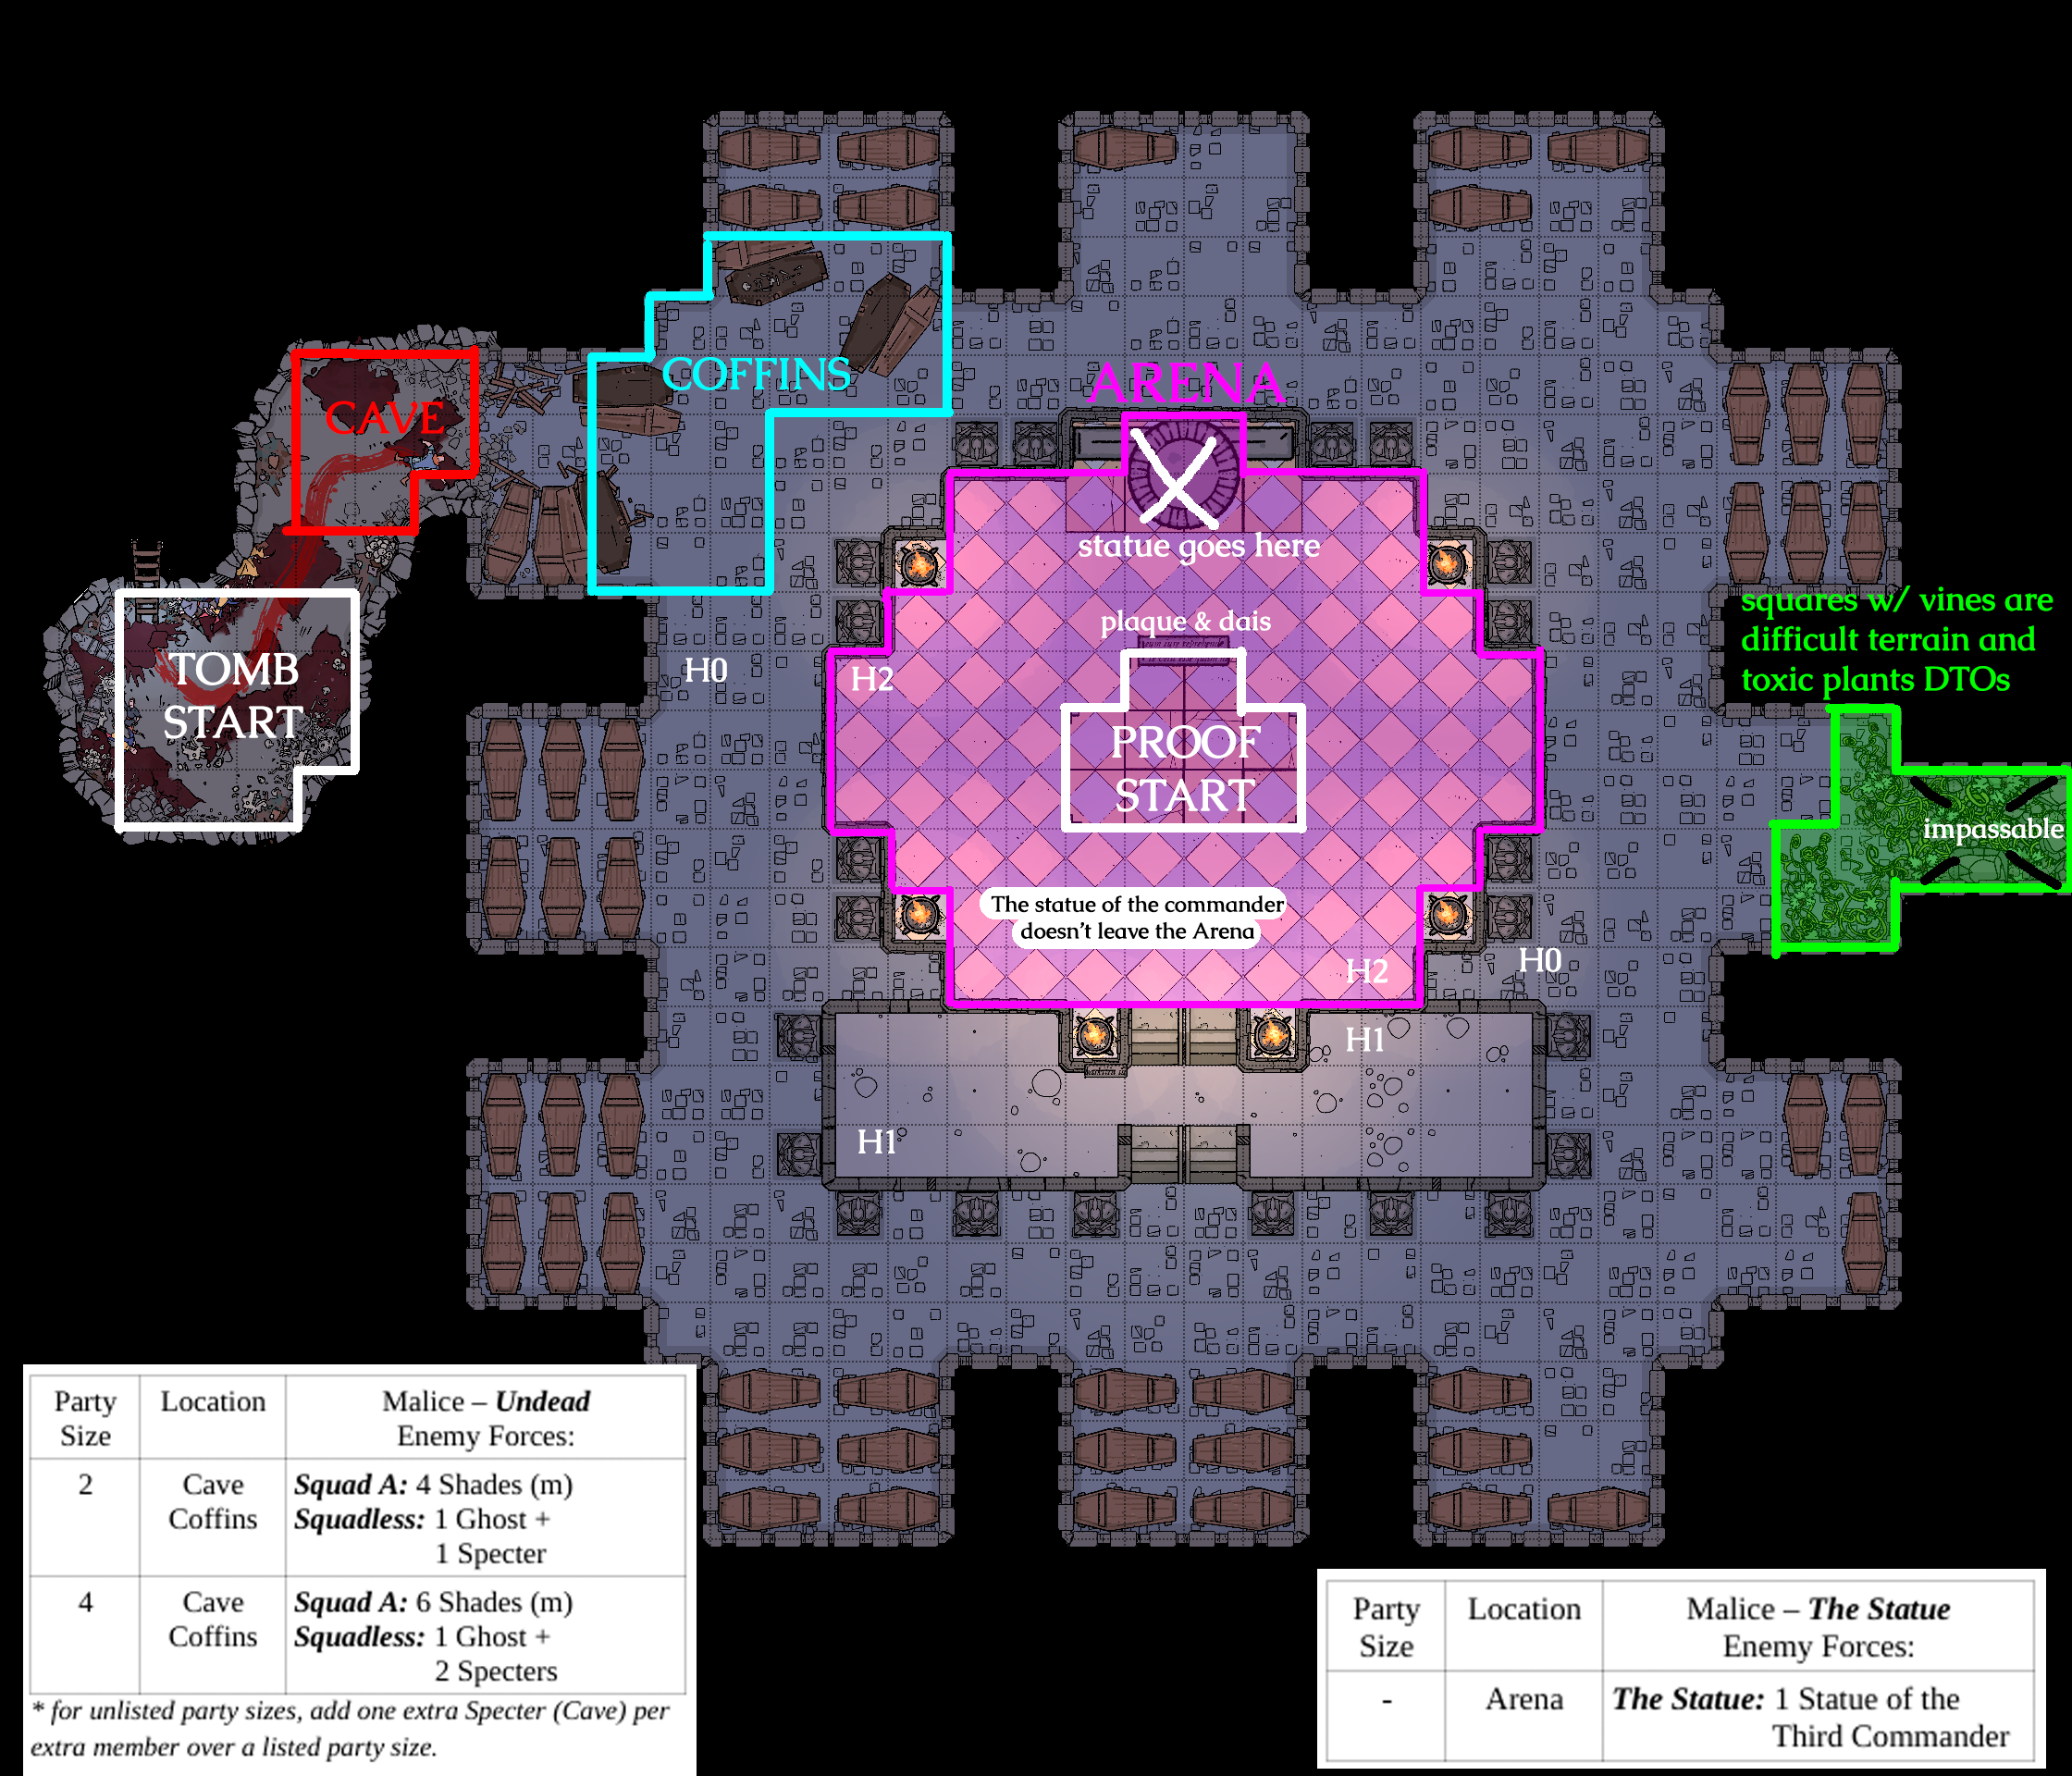 COFFINS
ARENA
CAVE
statue goes here
squares w/ vines are
difficult terrain and
toxic plants DTOs
plaque & dais
TOMB
START
H0
H2
PROOF
START
impassable
The statue of the commander
doesn't leave the Arena
H2
H0
H1
H1
Party Size
Location
Malice – Undead
Enemy Forces:
2
Cave
Coffins
Squad A: 4 Shades (m)
Squadless: 1 Ghost +
1 Specter
4
Cave
Coffins
Squad A: 6 Shades (m)
Squadless: 1 Ghost +
2 Specters
* for unlisted party sizes, add one extra Specter (Cave) per
extra member over a listed party size.
Party Size
Location
Malice – The Statue
Enemy Forces:
-
Arena
The Statue: 1 Statue of the
Third Commander